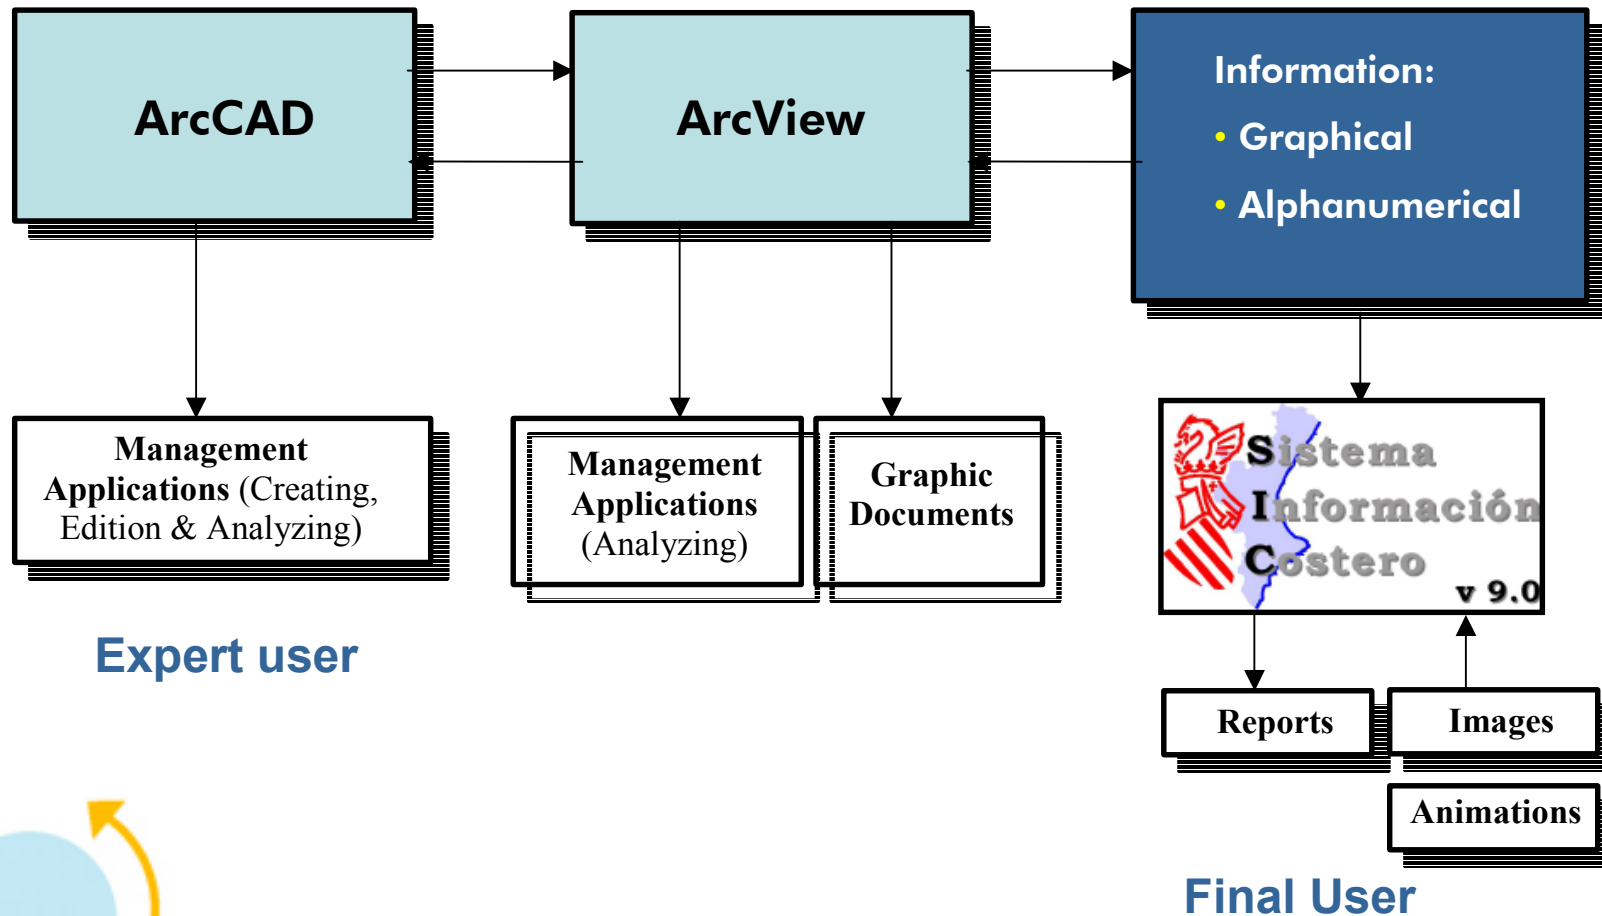 ArcCAD
ArcView
Information:
• Graphical
• Alphanumerical
Management
Applications (Creating,
Edition & Analyzing)
Management
Applications
(Analyzing)
Graphic
Documents
Sistema
Información
Costero
v 9.0
Expert user
Reports
Images
Animations
Final User